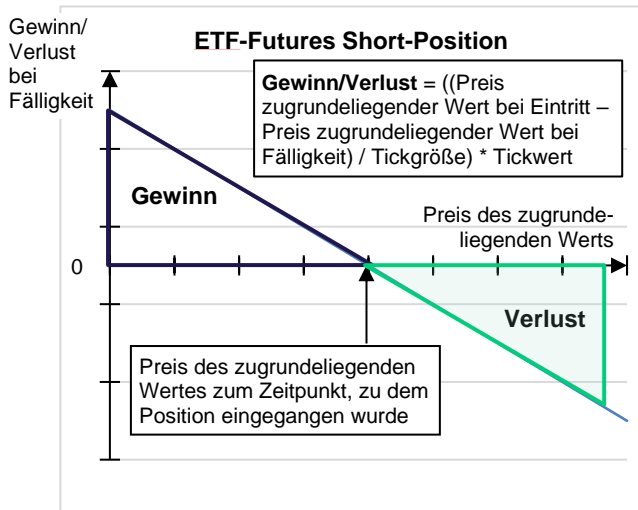 Gewinn/
Verlust
bei
Fälligkeit
ETF-Futures Short-Position
Gewinn/Verlust = ((Preis
zugrundeliegender Wert bei Eintritt –
Preis zugrundeliegender Wert bei
Fälligkeit) / Tickgröße) * Tickwert
Gewinn
Preis des zugrunde-
liegenden Werts
0
Verlust
Preis des zugrundeliegenden
Wertes zum Zeitpunkt, zu dem
Position eingegangen wurde